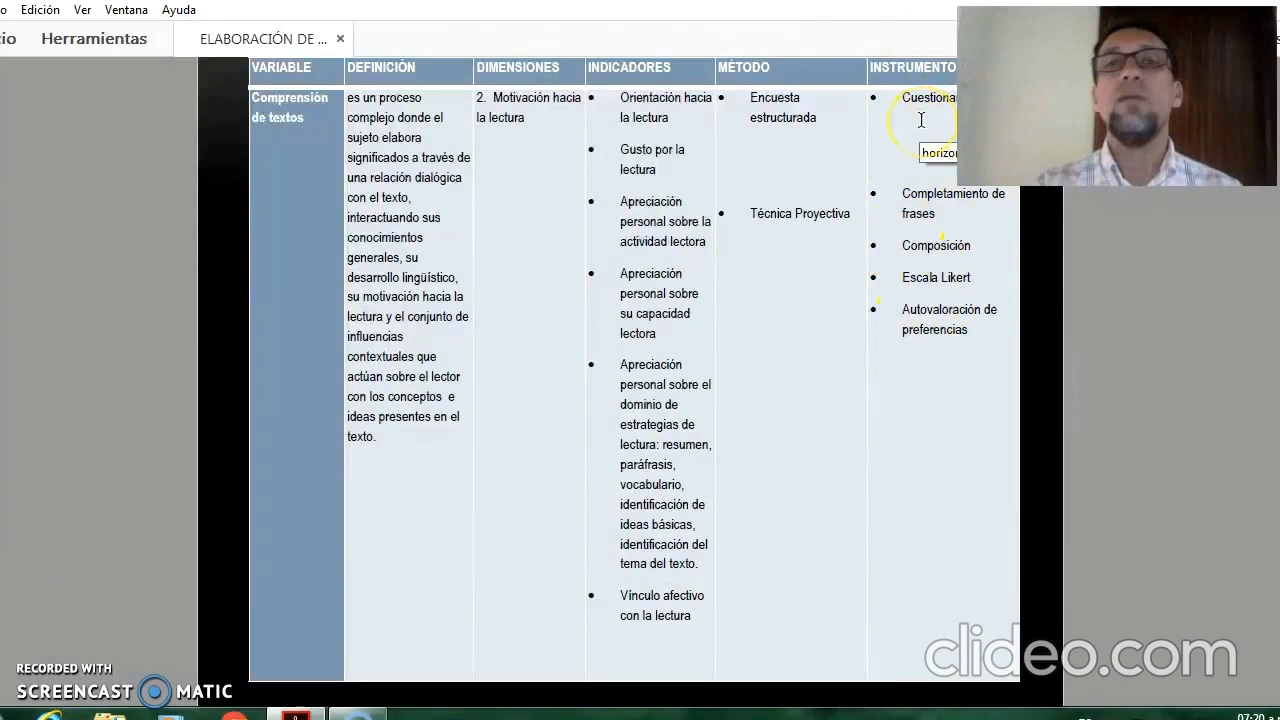 Edición Ver Ventana Ayuda
Herramientas
ELABORACIÓN DE ... ×
VARIABLE DEFINICIÓN DIMENSIONES INDICADORES MÉTODO INSTRUMENTO
Comprensión
de textos
es un proceso
complejo donde el
sujeto elabora
significados a través de
una relación dialógica
con el texto,
interactuando sus
conocimientos
generales, su
desarrollo lingüístico,
su motivación hacia la
lectura y el conjunto de
influencias
contextuales que
actúan sobre el lector
con los conceptos e
ideas presentes en el
texto.
2. Motivación hacia
la lectura
• Orientación hacia
la lectura
• Gusto por la
lectura
• Apreciación
personal sobre la
actividad lectora
• Apreciación
personal sobre
su capacidad
lectora
• Apreciación
personal sobre el
dominio de
estrategias de
lectura: resumen,
paráfrasis,
vocabulario,
identificación de
ideas básicas,
identificación del
tema del texto.
• Vínculo afectivo
con la lectura
• Encuesta
estructurada
• Técnica Proyectiva
• Completamiento de
frases
• Composición
• Escala Likert
• Autovaloración de
preferencias
clideo.com
RECORDED WITH
SCREENCAST MATIC